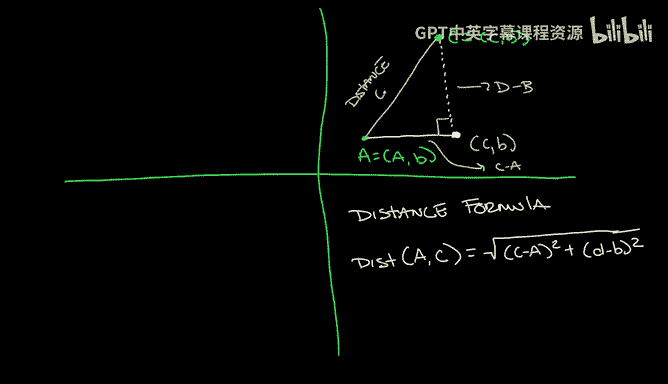 GPT中英字幕课程资源 bilibili
DISTANCE
C
→ D-B
A=(A,b)
(C,b)
C-A
DISTANCE FORMULA
DIST(A,C)=√(C-A)²+(d-b)²